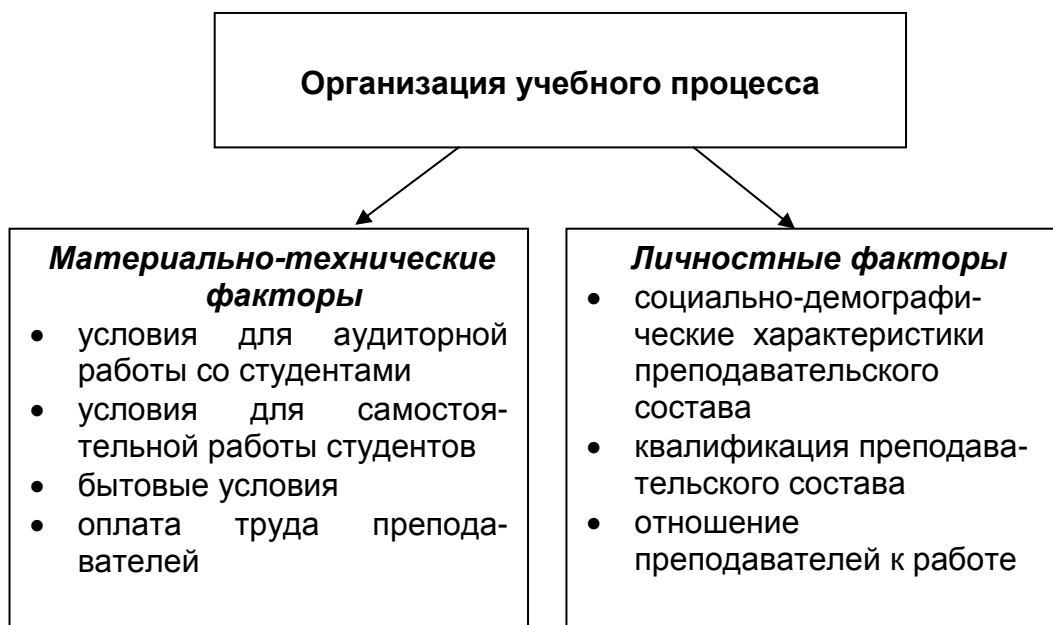 Организация учебного процесса
Материально-технические
факторы
• условия для аудиторной
работы со студентами
• условия для самостоя-
тельной работы студентов
• бытовые условия
• оплата труда препода-
вателей
Личностные факторы
• социально-демографи-
ческие характеристики
преподавательского
состава
• квалификация преподава-
тельского состава
• отношение
преподавателей к работе